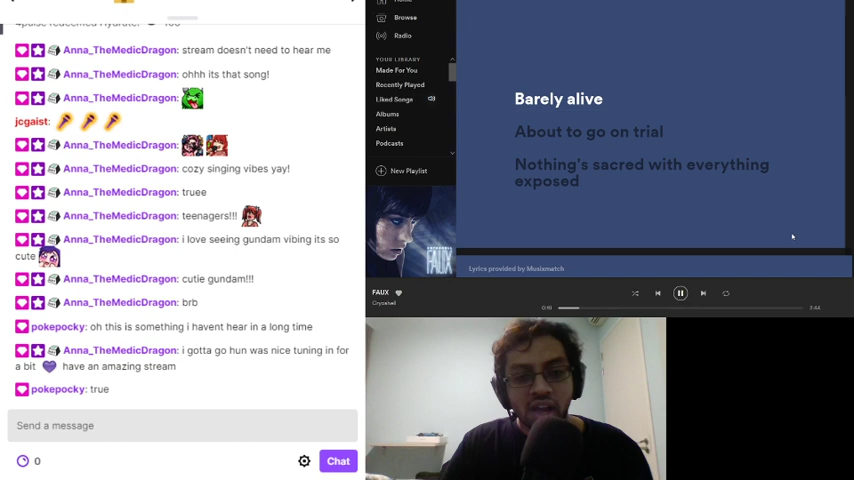 Anna_TheMedicDragon: stream doesn't need to hear me
Anna_TheMedicDragon: ohhh its that song!
Anna_TheMedicDragon:
jcgaist:
Anna_TheMedicDragon:
Anna_TheMedicDragon: cozy singing vibes yay!
Anna_TheMedicDragon: truee
Anna_TheMedicDragon: teenagers!!!
Anna_TheMedicDragon: i love seeing gundam vibing its so
cute
Anna_TheMedicDragon: cutie gundam!!!
Anna_TheMedicDragon: brb
pokepocky: oh this is something i havent hear in a long time
Anna_TheMedicDragon: i gotta go hun was nice tuning in for
a bit have an amazing stream
pokepocky: true
Send a message
0
Chat
Browse
Radio
YOUR LIBRARY
Made For You
Recently Played
Liked Songs
Albums
Artists
Podcasts
New Playlist
FAUX
FAUX
Cryoshell
Barely alive
About to go on trial
Nothing's sacred with everything
exposed
Lyrics provided by Musixmatch
3:44